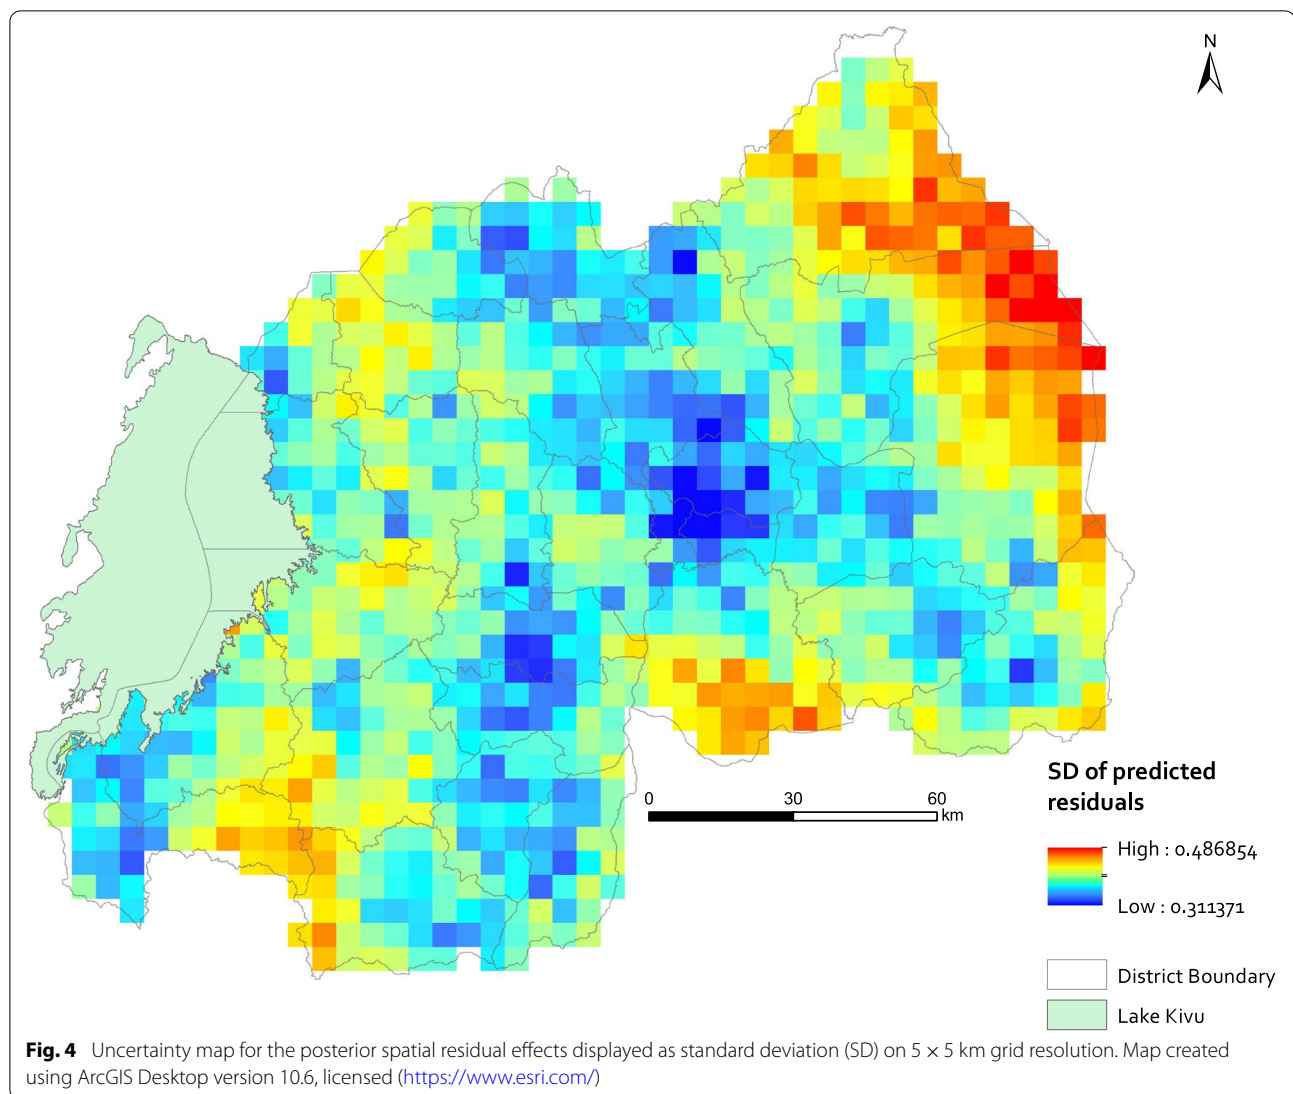 N
SD of predicted
residuals
0 30 60
km
High : 0.486854
Low : 0.311371
District Boundary
Lake Kivu
Fig. 4 Uncertainty map for the posterior spatial residual effects displayed as standard deviation (SD) on 5 × 5 km grid resolution. Map created
using ArcGIS Desktop version 10.6, licensed (https://www.esri.com/)